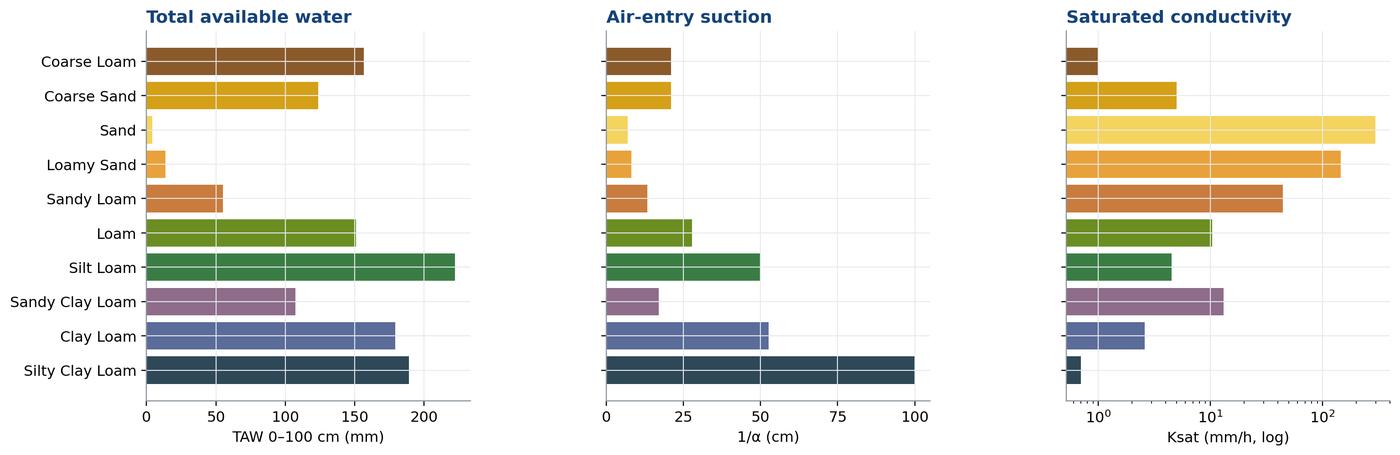 Total available water
Air-entry suction
Saturated conductivity
Coarse Loam
Coarse Sand
Sand
Loamy Sand
Sandy Loam
Loam
Silt Loam
Sandy Clay Loam
Clay Loam
Silty Clay Loam
0 50 100 150 200
0 25 50 75 100
10⁰ 10¹ 10²
TAW 0–100 cm (mm)
1/α (cm)
Ksat (mm/h, log)